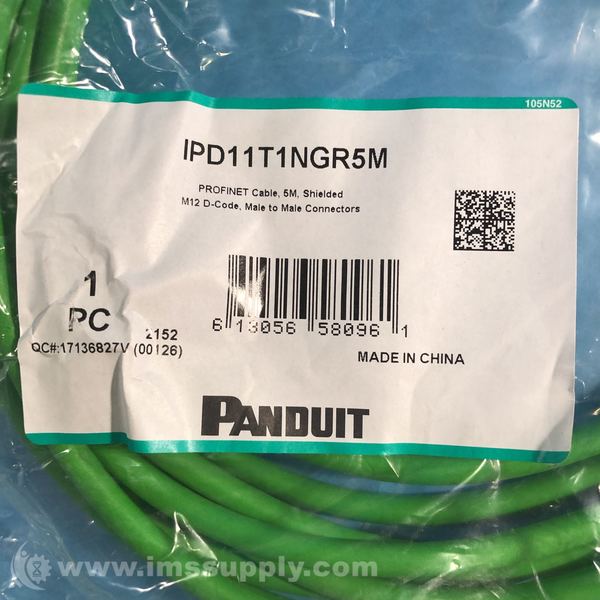 105N52
IPD11T1NGR5M
PROFINET Cable, 5M, Shielded
M12 D-Code, Male to Male Connectors
1
PC
2152
QC#:17136827V (00126)
6 13056 58096 1
MADE IN CHINA
PANDUIT
www.imssupply.com